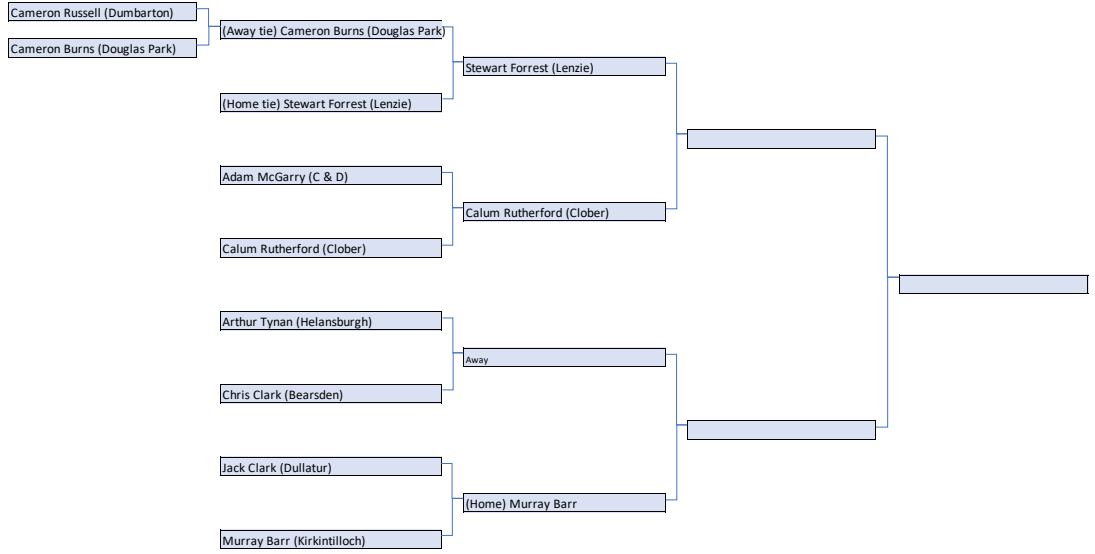 Cameron Russell (Dumbarton)
Cameron Burns (Douglas Park)
(Away tie) Cameron Burns (Douglas Park)
(Home tie) Stewart Forrest (Lenzie)
Stewart Forrest (Lenzie)
Adam McGarry (C & D)
Calum Rutherford (Clober)
Calum Rutherford (Clober)
Arthur Tynan (Helansburgh)
Chris Clark (Bearsden)
Away
Jack Clark (Dullatur)
Murray Barr (Kirkintilloch)
(Home) Murray Barr